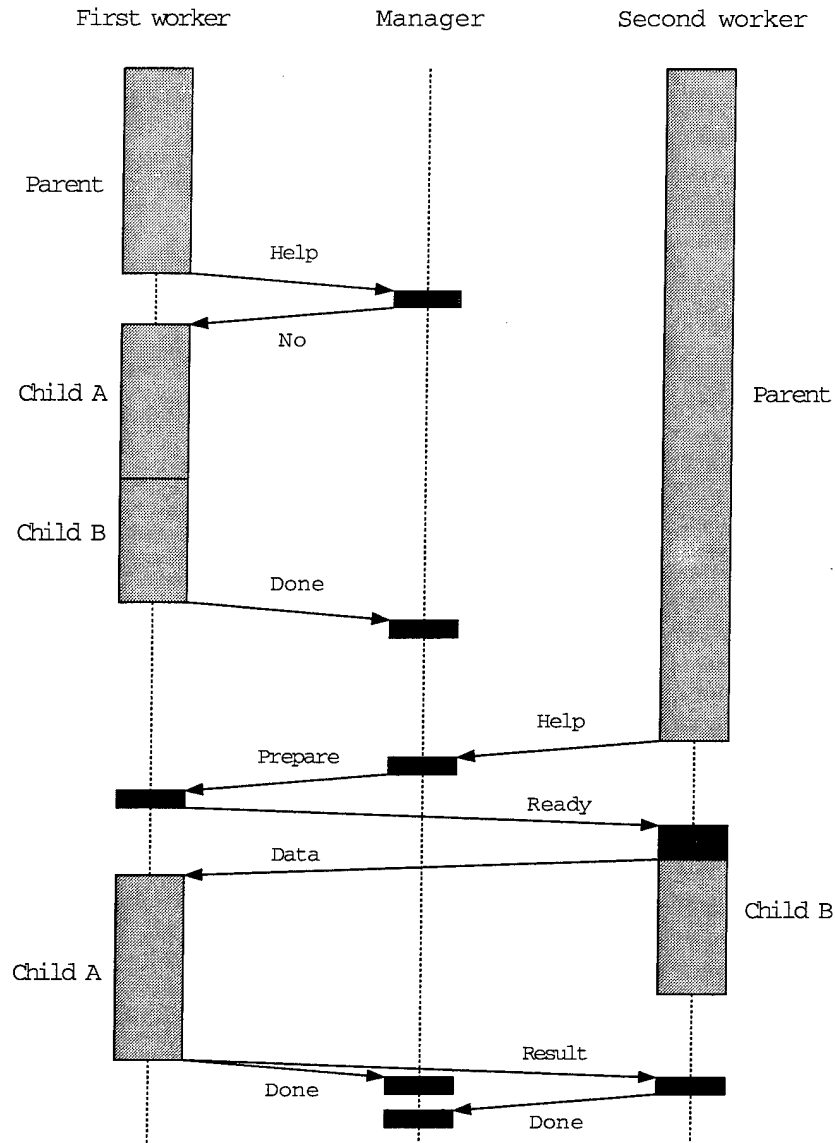 First worker Manager Second worker
Parent
Help
No
Child A
Parent
Child B
Done
Help
Prepare
Ready
Data
Child B
Child A
Result
Done
Done